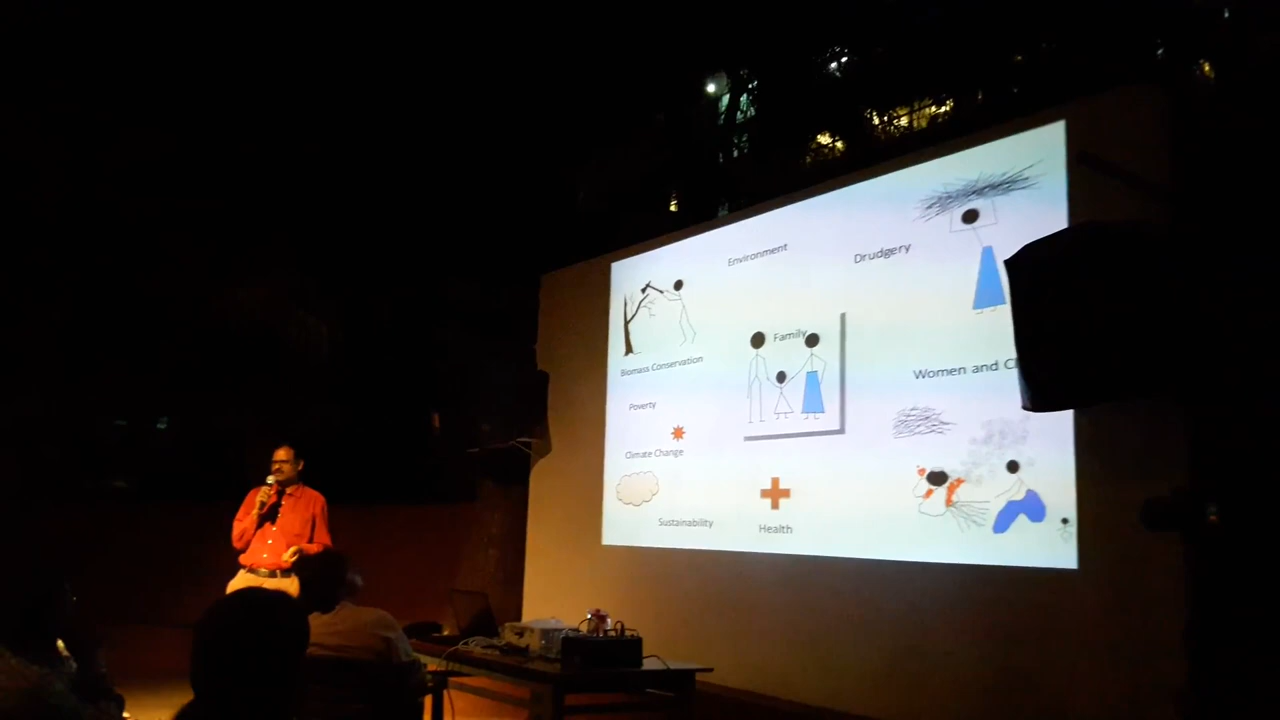 Environment
Drudgery
Family
Biomass Conservation
Women and
Poverty
Climate Change
Sustainability
Health